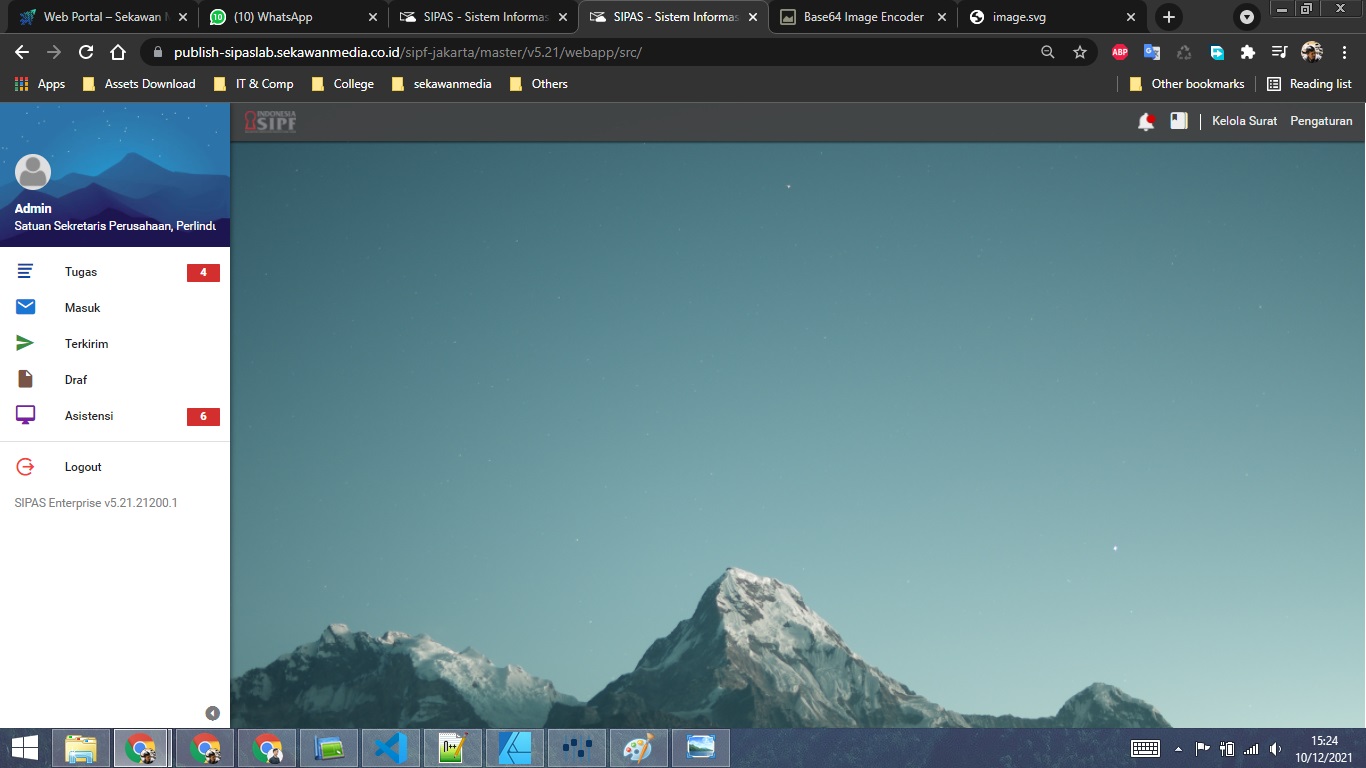 Web Portal – Sekawan M
(10) WhatsApp
SIPAS - Sistem Informas
SIPAS - Sistem Informas
Base64 Image Encoder
image.svg
publish-sipaslab.sekawanmedia.co.id/sipf-jakarta/master/v5.21/webapp/src/
ABP
Apps
Assets Download
IT & Comp
College
sekawanmedia
Others
Other bookmarks
Reading list
INDONESIA
SIPF
Kelola Surat
Pengaturan
Admin
Satuan Sekretaris Perusahaan, Perlindu
Tugas 4
Masuk
Terkirim
Draf
Asistensi 6
Logout
SIPAS Enterprise v5.21.21200.1
15:24
10/12/2021